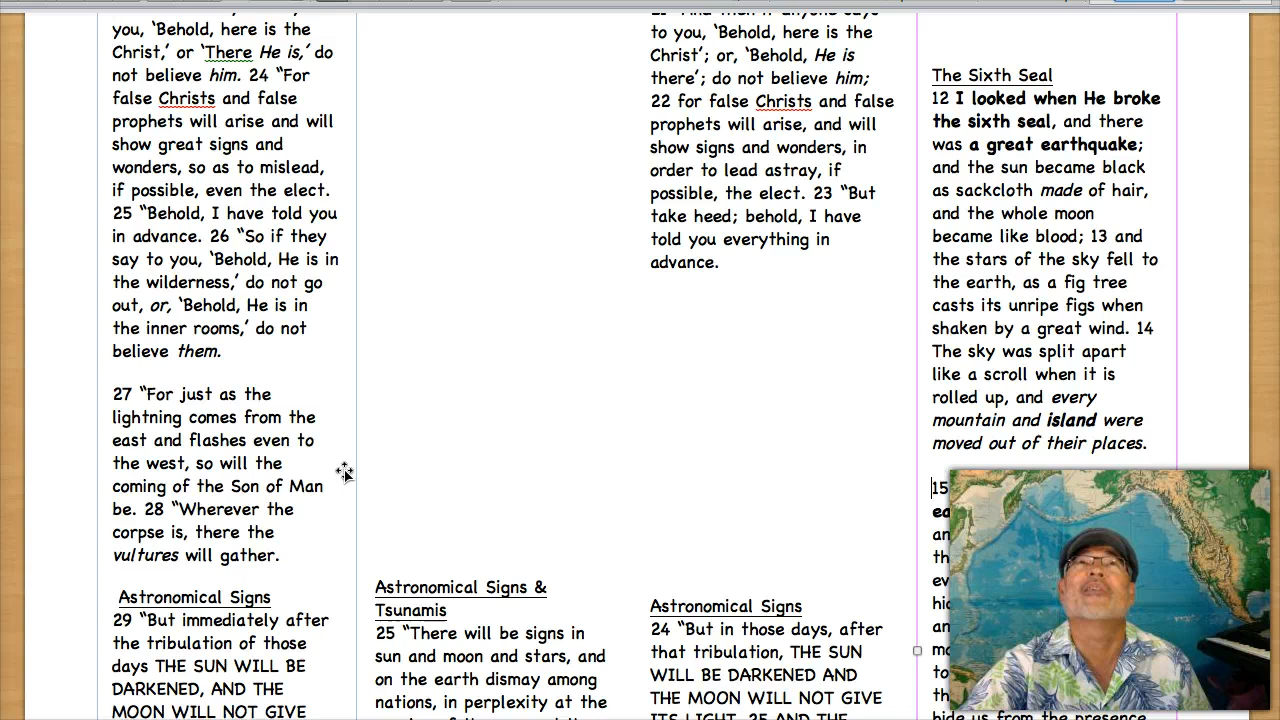 you, ‘Behold, here is the
Christ,’ or ‘There He is,’ do
not believe him. 24 “For
false Christs and false
prophets will arise and will
show great signs and
wonders, so as to mislead,
if possible, even the elect.
25 “Behold, I have told you
in advance. 26 “So if they
say to you, ‘Behold, He is in
the wilderness,’ do not go
out, or, ‘Behold, He is in
the inner rooms,’ do not
believe them.
27 “For just as the
lightning comes from the
east and flashes even to
the west, so will the
coming of the Son of Man
be. 28 “Wherever the
corpse is, there the
vultures will gather.
Astronomical Signs
29 “But immediately after
the tribulation of those
days THE SUN WILL BE
DARKENED, AND THE
MOON WILL NOT GIVE
Astronomical Signs &
Tsunamis
25 “There will be signs in
sun and moon and stars, and
on the earth dismay among
nations, in perplexity at the
21 “And then if anyone says
to you, ‘Behold, here is the
Christ’; or, ‘Behold, He is
there’; do not believe him;
22 for false Christs and false
prophets will arise, and will
show signs and wonders, in
order to lead astray, if
possible, the elect. 23 “But
take heed; behold, I have
told you everything in
advance.
Astronomical Signs
24 “But in those days, after
that tribulation, THE SUN
WILL BE DARKENED AND
THE MOON WILL NOT GIVE
ITS LIGHT, 25 AND THE
The Sixth Seal
12 I looked when He broke
the sixth seal, and there
was a great earthquake;
and the sun became black
as sackcloth made of hair,
and the whole moon
became like blood; 13 and
the stars of the sky fell to
the earth, as a fig tree
casts its unripe figs when
shaken by a great wind. 14
The sky was split apart
like a scroll when it is
rolled up, and every
mountain and island were
moved out of their places.
15
hide us from the presence